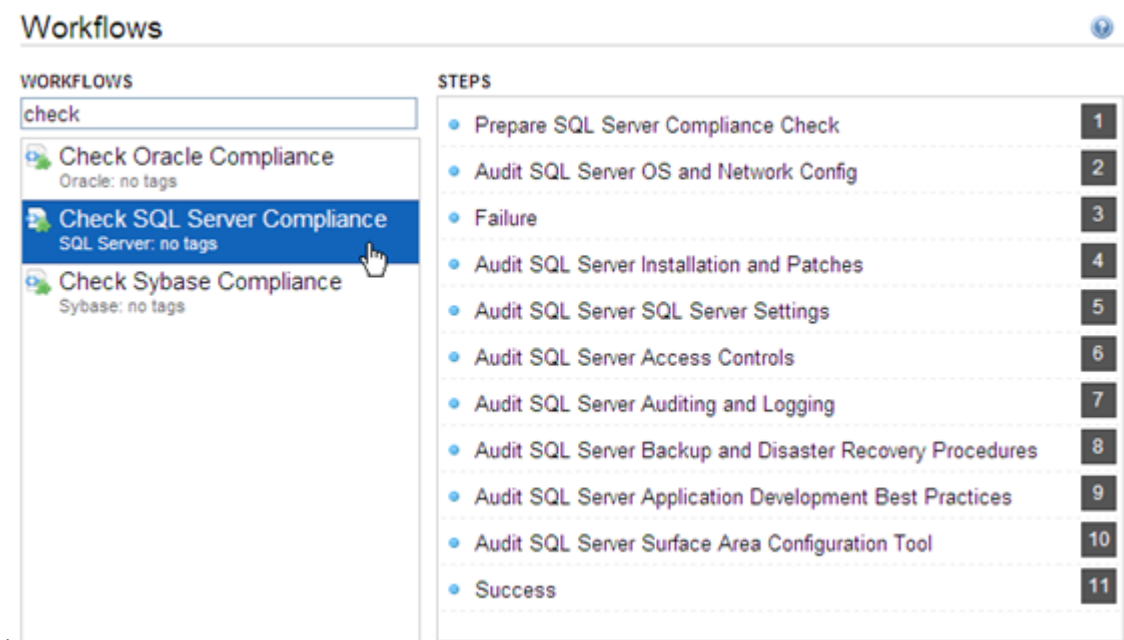 Workflows
WORKFLOWS
check
Check Oracle Compliance
Oracle: no tags
Check SQL Server Compliance
SQL Server: no tags
Check Sybase Compliance
Sybase: no tags
STEPS
Prepare SQL Server Compliance Check 1
Audit SQL Server OS and Network Config 2
Failure 3
Audit SQL Server Installation and Patches 4
Audit SQL Server SQL Server Settings 5
Audit SQL Server Access Controls 6
Audit SQL Server Auditing and Logging 7
Audit SQL Server Backup and Disaster Recovery Procedures 8
Audit SQL Server Application Development Best Practices 9
Audit SQL Server Surface Area Configuration Tool 10
Success 11